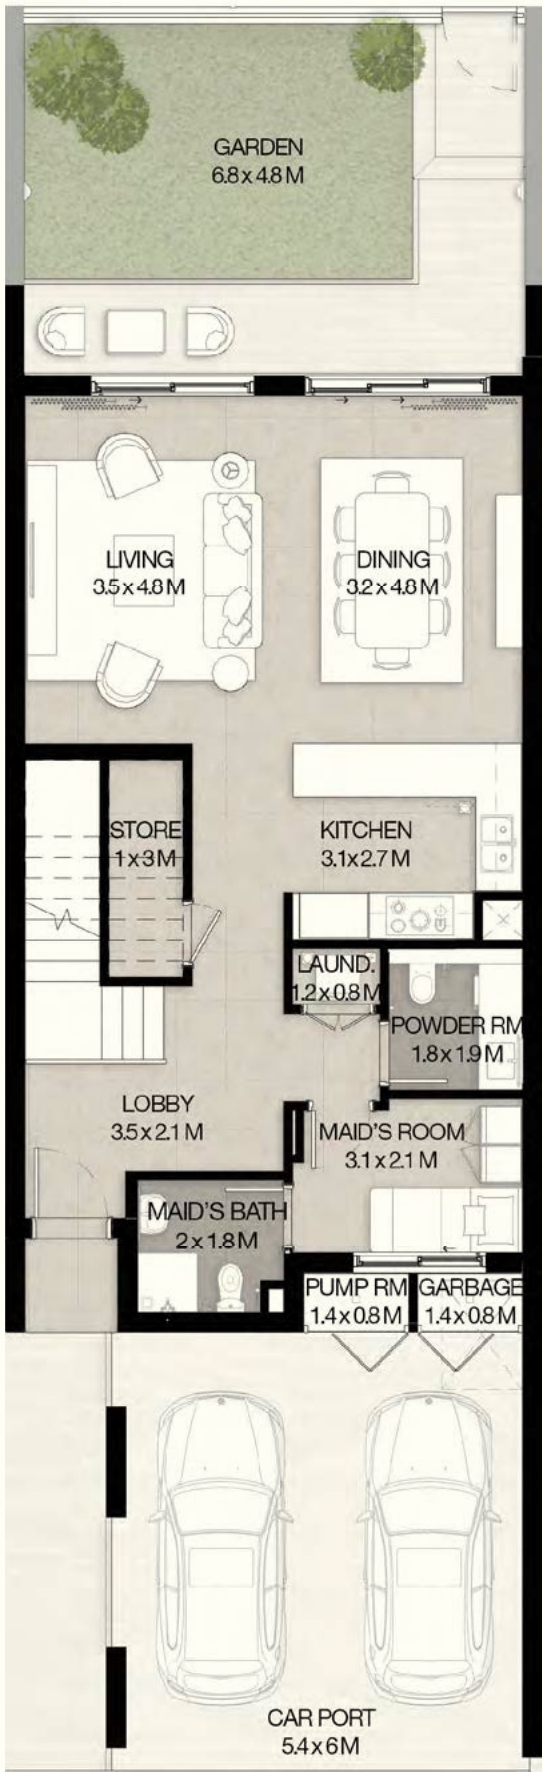 GARDEN
6.8 x 4.8 M
LIVING
3.5 x 4.8 M
DINING
3.2 x 4.8 M
STORE
1 x 3 M
KITCHEN
3.1 x 2.7 M
LAUND.
1.2 x 0.8 M
POWDER RM
1.8 x 1.9 M
LOBBY
3.5 x 2.1 M
MAID'S ROOM
3.1 x 2.1 M
MAID'S BATH
2 x 1.8 M
PUMP RM
1.4 x 0.8 M
GARBAGE
1.4 x 0.8 M
CAR PORT
5.4 x 6 M